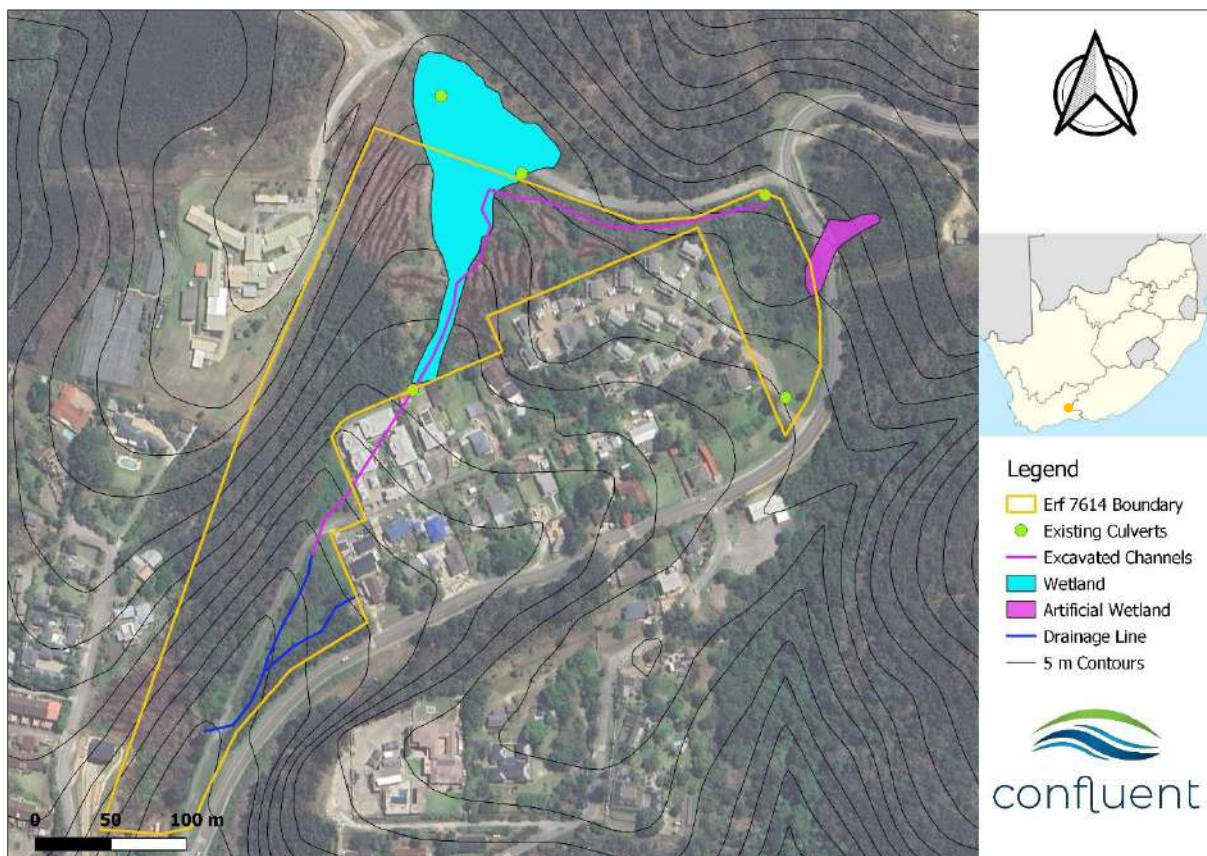 Legend
Erf 7614 Boundary
Existing Culverts
Excavated Channels
Wetland
Artificial Wetland
Drainage Line
5 m Contours
confluent
0 50 100 m